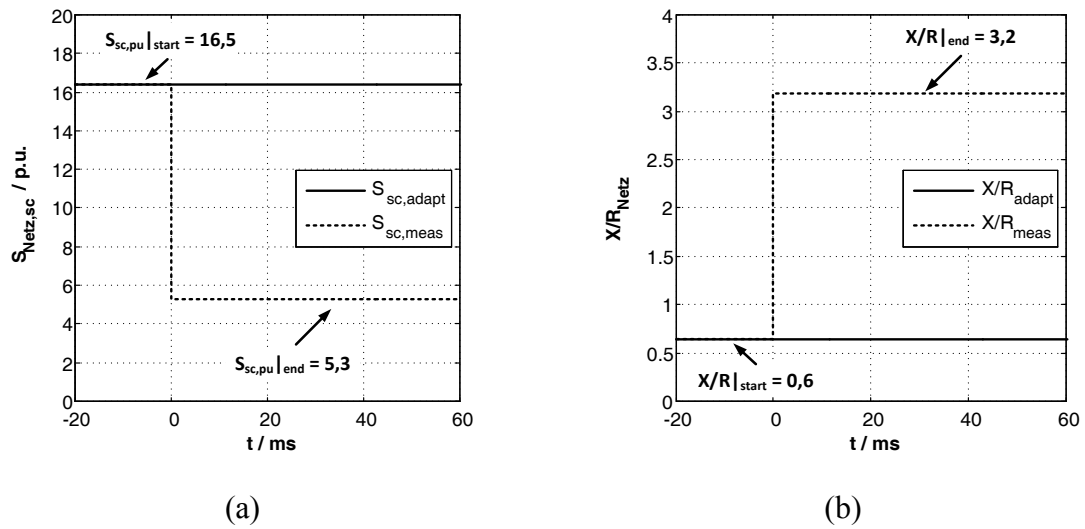 20
18
16
14
12
10
8
6
4
2
0
-20
0
20
40
60
S_Netz,sc / p.u.
t / ms
S_sc,pu|start = 16,5
S_sc,adapt
S_sc,meas
S_sc,pu|end = 5,3
(a)
4
3.5
3
2.5
2
1.5
1
0.5
0
-20
0
20
40
60
X/R_Netz
t / ms
X/R|end = 3,2
X/R_adapt
X/R_meas
X/R|start = 0,6
(b)